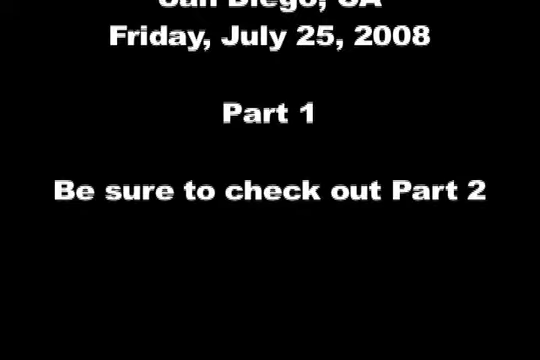 San Diego, CA
Friday, July 25, 2008
Part 1
Be sure to check out Part 2